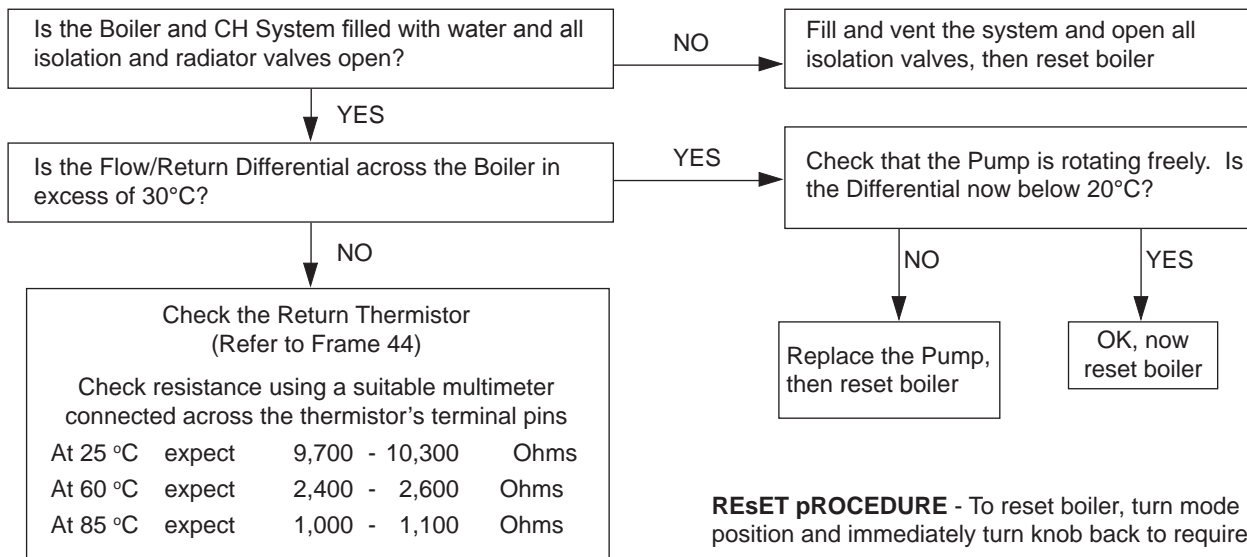 Is the Boiler and CH System filled with water and all
isolation and radiator valves open?
NO
Fill and vent the system and open all
isolation valves, then reset boiler
YES
Is the Flow/Return Differential across the Boiler in
excess of 30°C?
YES
Check that the Pump is rotating freely.  Is
the Differential now below 20°C?
NO
NO
YES
Check the Return Thermistor
(Refer to Frame 44)
Check resistance using a suitable multimeter
connected across the thermistor's terminal pins
At 25 °C expect 9,700 - 10,300 Ohms
At 60 °C expect 2,400 - 2,600 Ohms
At 85 °C expect 1,000 - 1,100 Ohms
Replace the Pump,
then reset boiler
OK, now
reset boiler
REsET pROCEDURE - To reset boiler, turn mode
position and immediately turn knob back to require